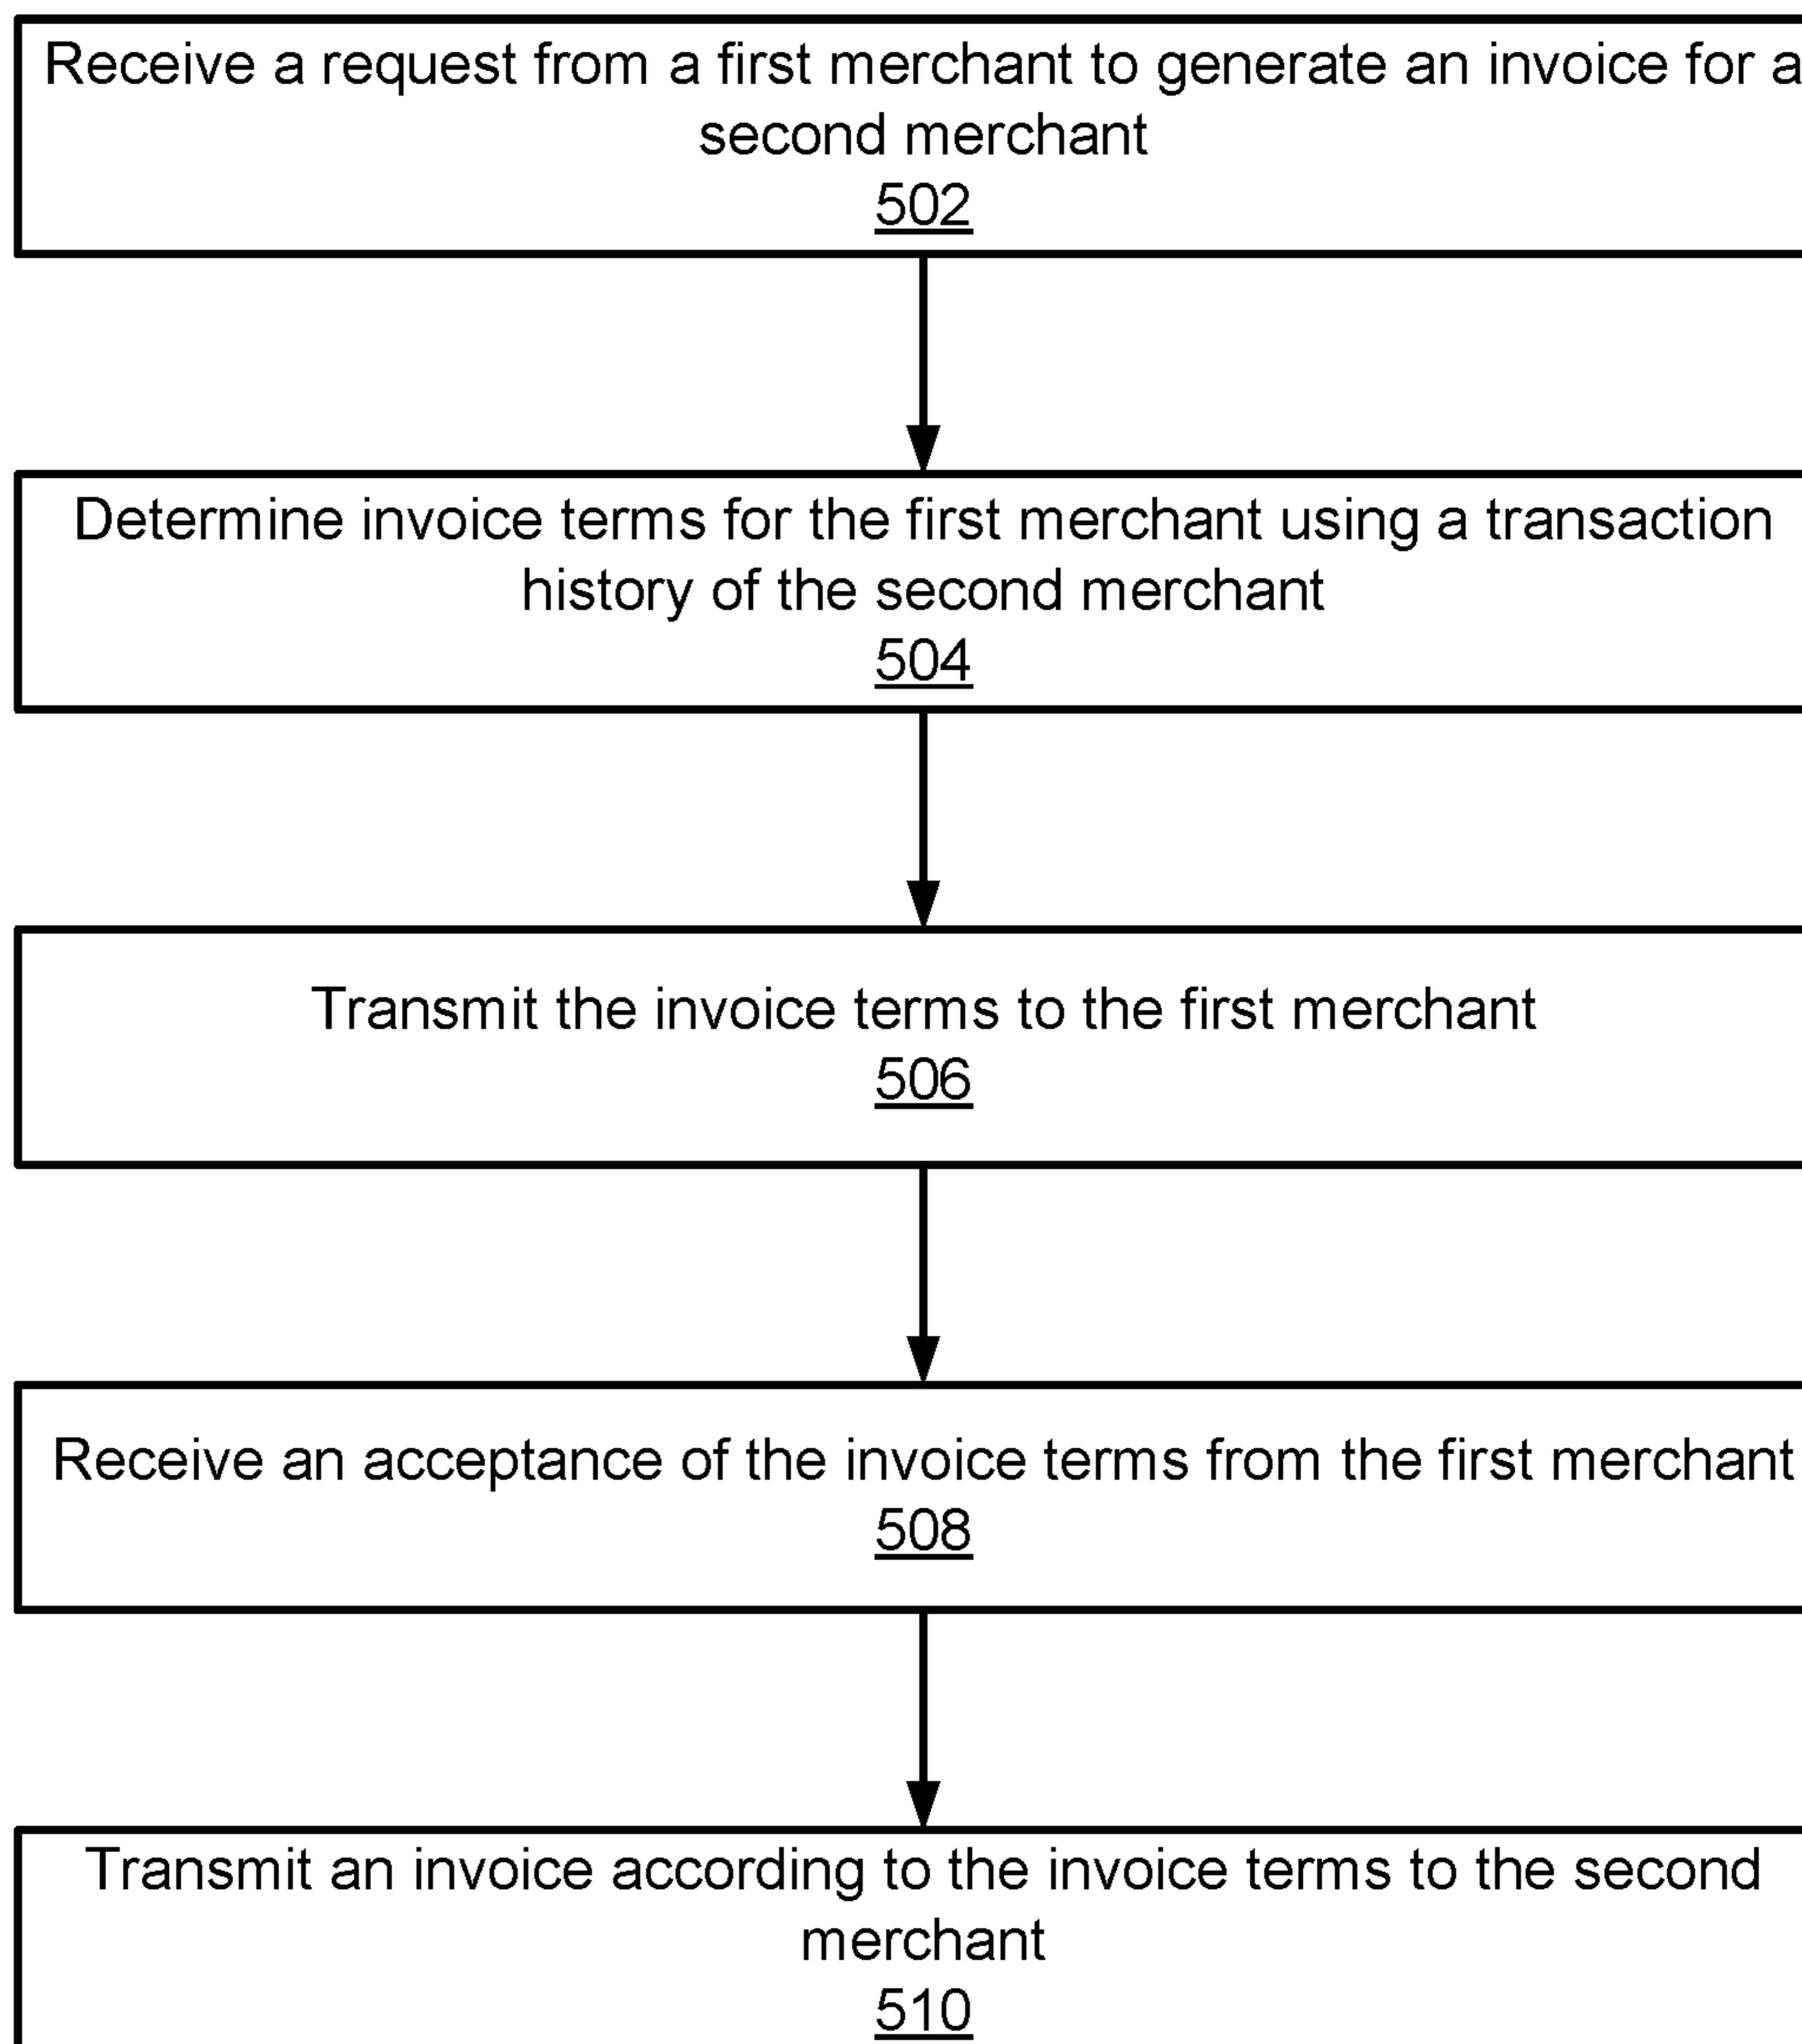 Receive a request from a first merchant to generate an invoice for a
second merchant
502
Determine invoice terms for the first merchant using a transaction
history of the second merchant
504
Transmit the invoice terms to the first merchant
506
Receive an acceptance of the invoice terms from the first merchant
508
Transmit an invoice according to the invoice terms to the second
merchant
510